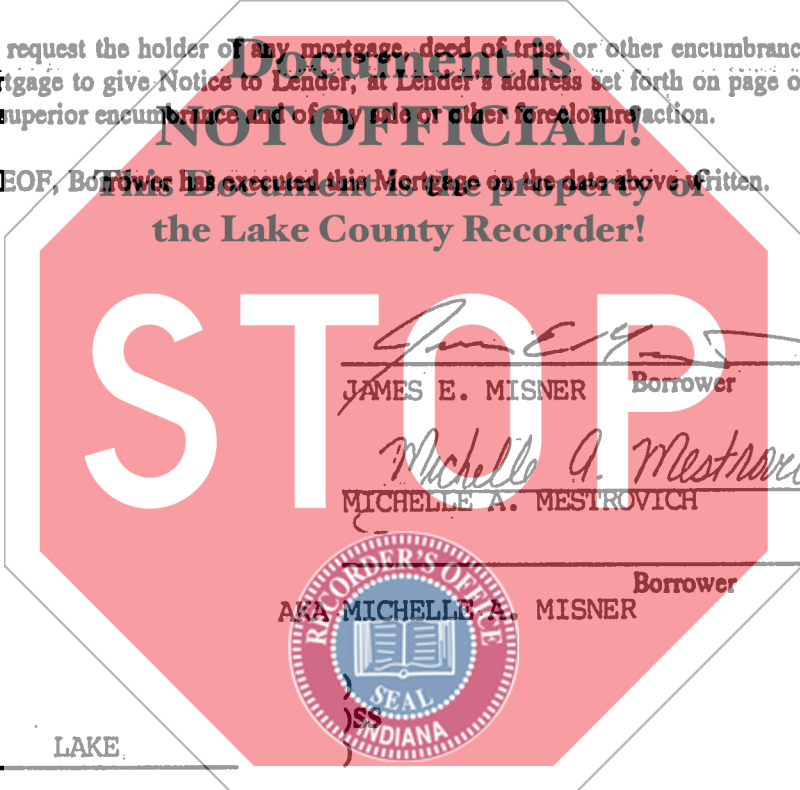 request the holder of any mortgage, deed of trust or other encumbranc
rtgage to give Notice to Lender, at Lender's address set forth on page o
superior encumbrance and of any sale or other foreclosure action.
EOF, Borrower has executed this Mortgage on the date above written.
Document is
NOT OFFICIAL!
This Document is the property of
the Lake County Recorder!
STOP
JAMES E. MISNER Borrower
Michelle A. Mestrovi
MICHELLE A. MESTROVICH
Borrower
AKA MICHELLE A. MISNER
RECORDER'S OFFICE
SEAL
INDIANA
)
)SS
LAKE )